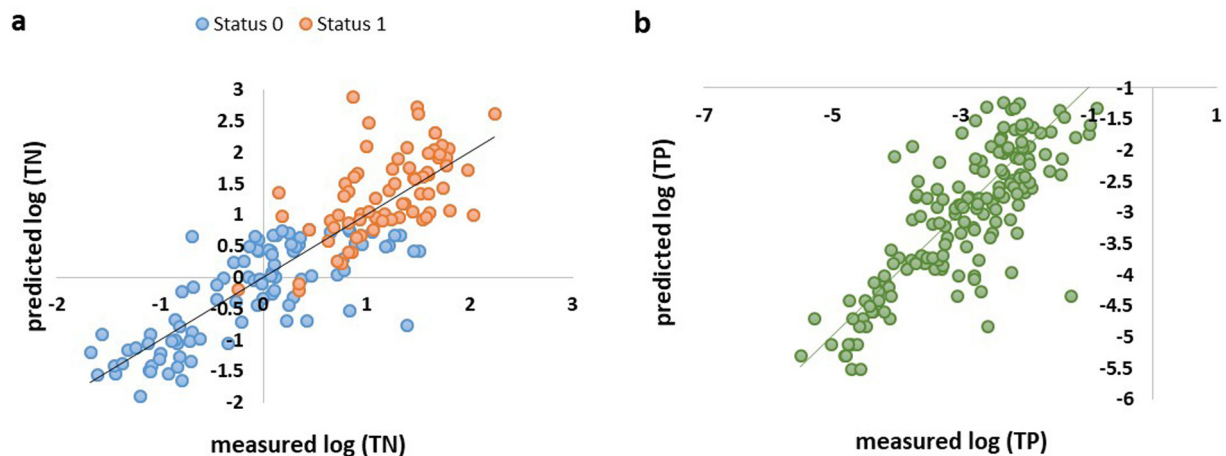 a
Status 0 Status 1
predicted log (TN)
3
2.5
2
1.5
1
0.5
0
-0.5
-1
-1.5
-2
-2 -1 0 1 2 3
measured log (TN)
b
-7 -5 -3 -1 1
predicted log (TP)
-1
-1.5
-2
-2.5
-3
-3.5
-4
-4.5
-5
-5.5
-6
measured log (TP)